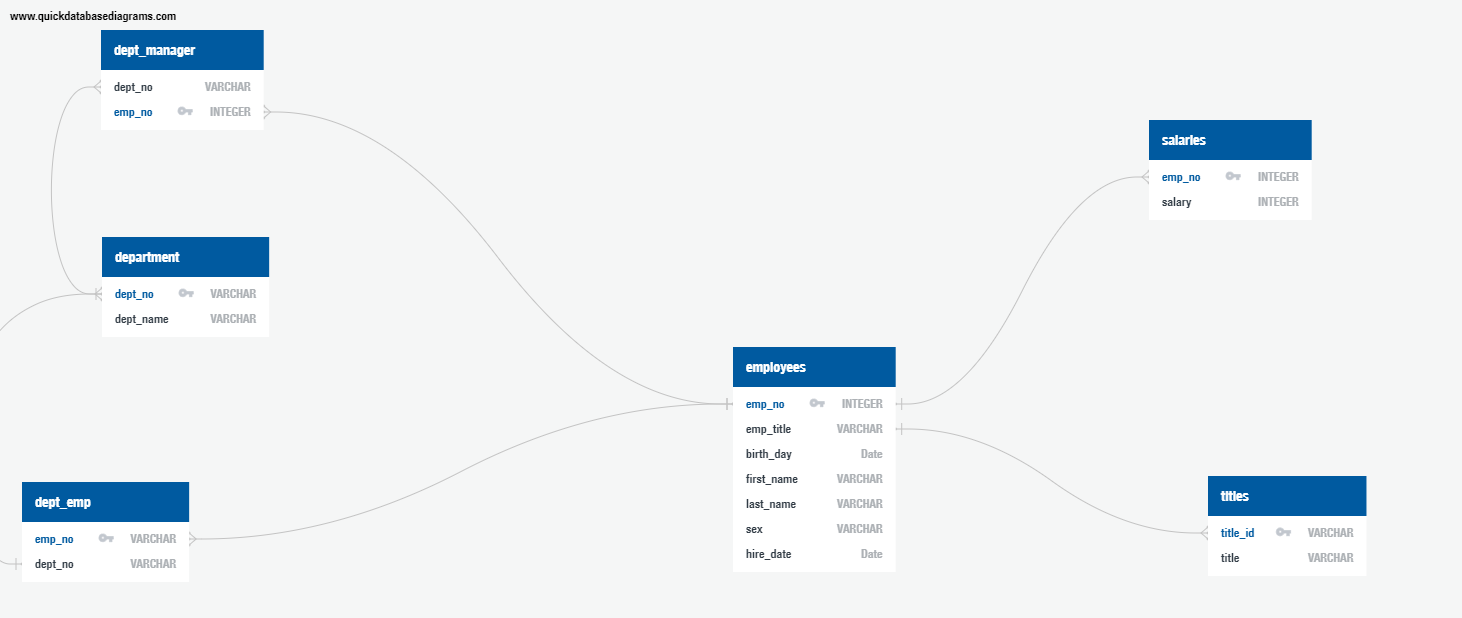 www.quickdatabasediagrams.com
dept_manager
dept_no VARCHAR
emp_no INTEGER
department
dept_no VARCHAR
dept_name VARCHAR
dept_emp
emp_no VARCHAR
dept_no VARCHAR
employees
emp_no INTEGER
emp_title VARCHAR
birth_day Date
first_name VARCHAR
last_name VARCHAR
sex VARCHAR
hire_date Date
salaries
emp_no INTEGER
salary INTEGER
titles
title_id VARCHAR
title VARCHAR